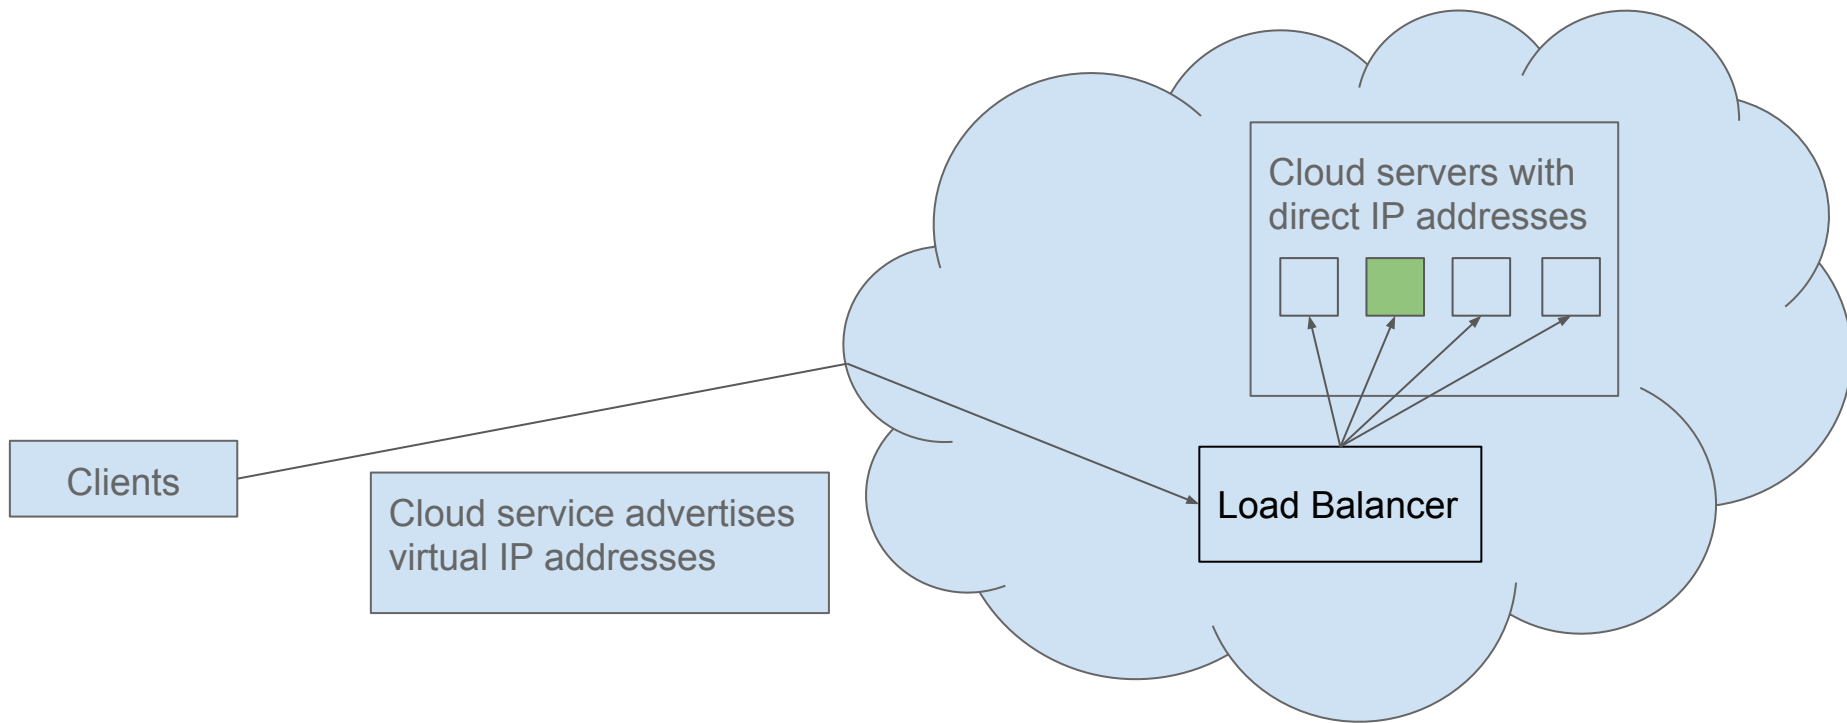 Cloud servers with
direct IP addresses
Clients
Cloud service advertises
virtual IP addresses
Load Balancer